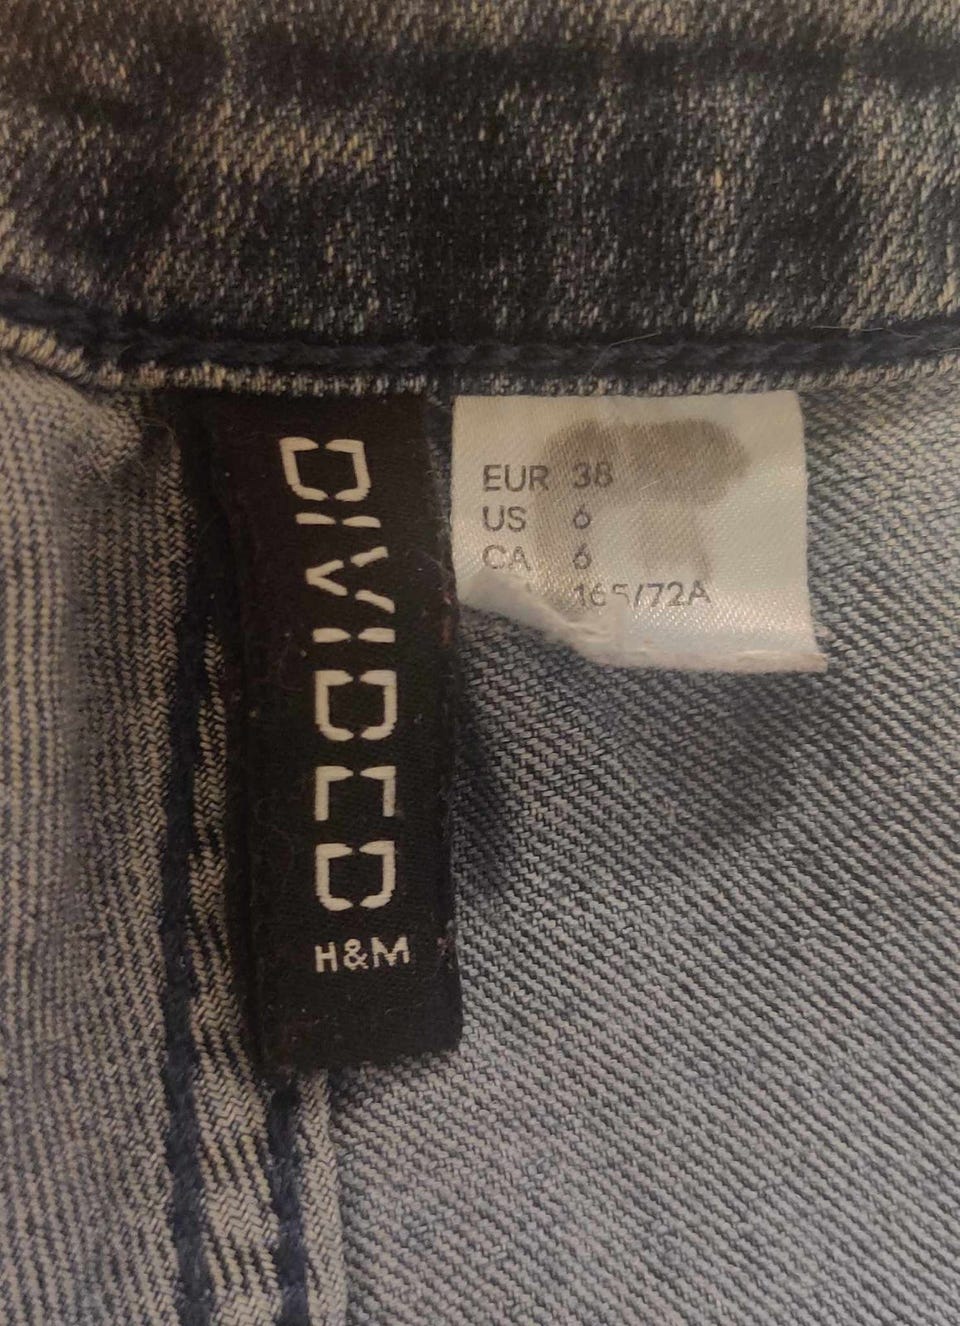 DIVIDED
H&M
EUR 38
US 6
CA 6
165/72A